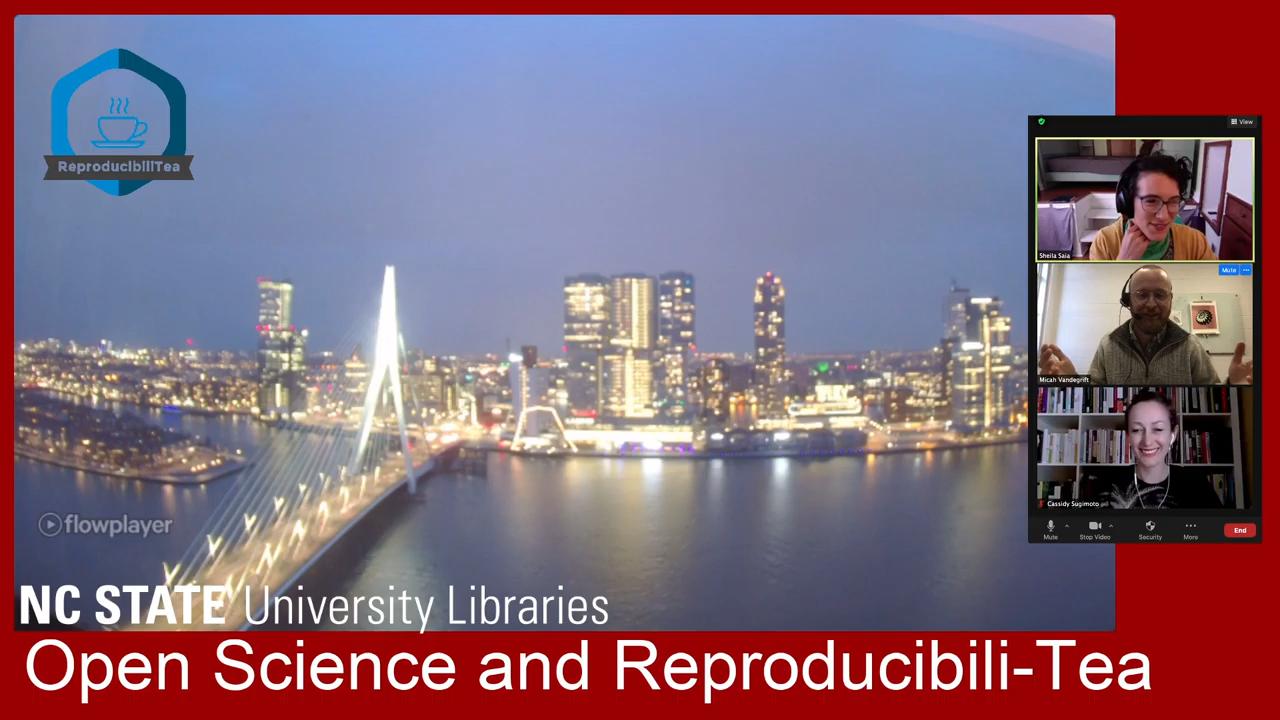 ReproducibiliTea
View
Sheila Saia
Mute
Micah Vandegrift
Cassidy Sugimoto
Mute
Stop Video
Security
More
End
flowplayer
NC STATE University Libraries
Open Science and Reproducibili-Tea